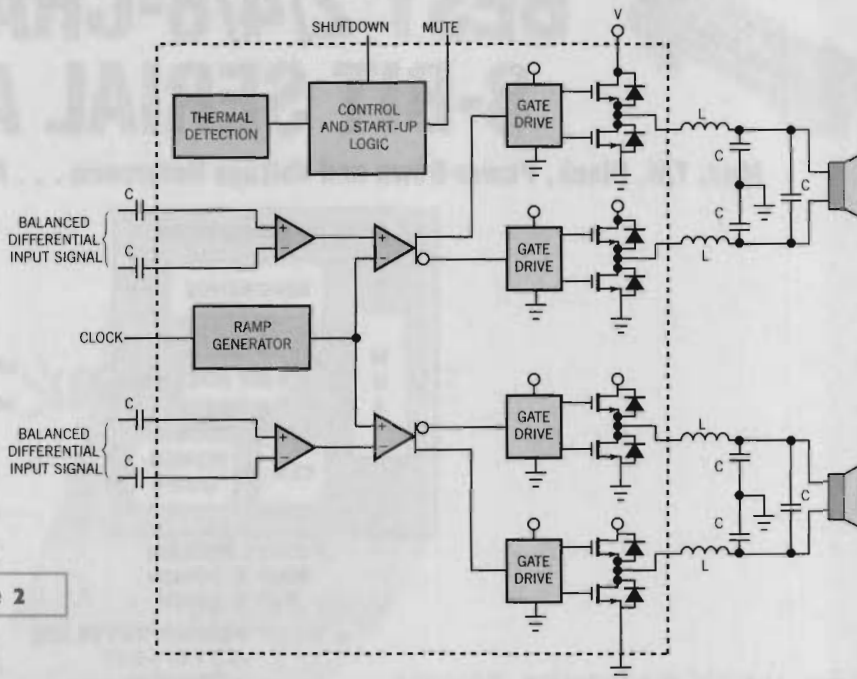 SHUTDOWN MUTE
V
THERMAL
DETECTION
CONTROL
AND START-UP
LOGIC
GATE
DRIVE
L
C
C
C
L
C
BALANCED
DIFFERENTIAL
INPUT SIGNAL
C
+
−
+
−
GATE
DRIVE
CLOCK
RAMP
GENERATOR
C
BALANCED
DIFFERENTIAL
INPUT SIGNAL
C
+
−
+
−
GATE
DRIVE
L
C
C
C
L
GATE
DRIVE
e 2